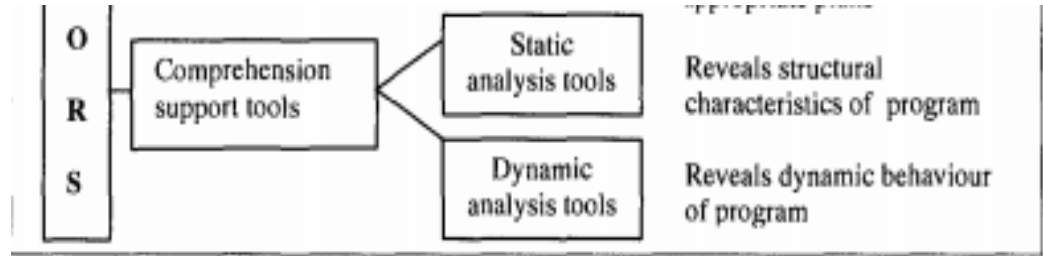 O
R
S
Comprehension
support tools
Static
analysis tools
Reveals structural
characteristics of program
Dynamic
analysis tools
Reveals dynamic behaviour
of program